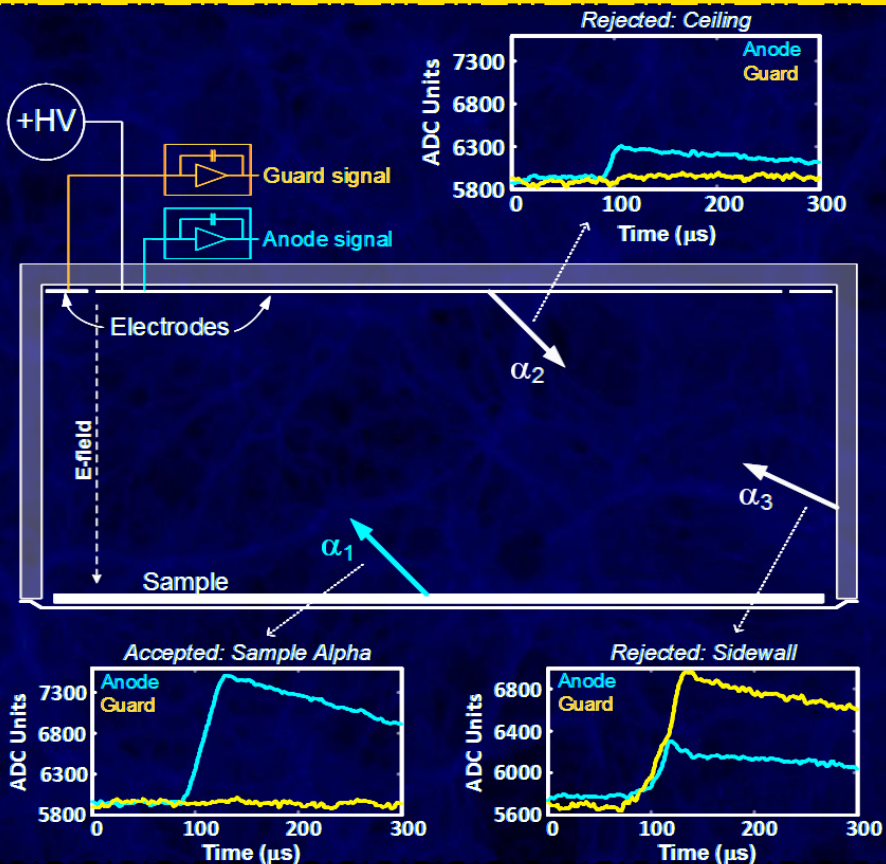 Rejected: Ceiling
ADC Units
7300
6800
6300
5800
Anode
Guard
0
100
200
300
Time (µs)
+HV
Guard signal
Anode signal
Electrodes
E-field
α2
α3
α1
Sample
Accepted: Sample Alpha
ADC Units
7300
6800
6300
5800
Anode
Guard
0
100
200
300
Time (µs)
Rejected: Sidewall
ADC Units
6800
6400
6000
5600
Anode
Guard
0
100
200
300
Time (µs)